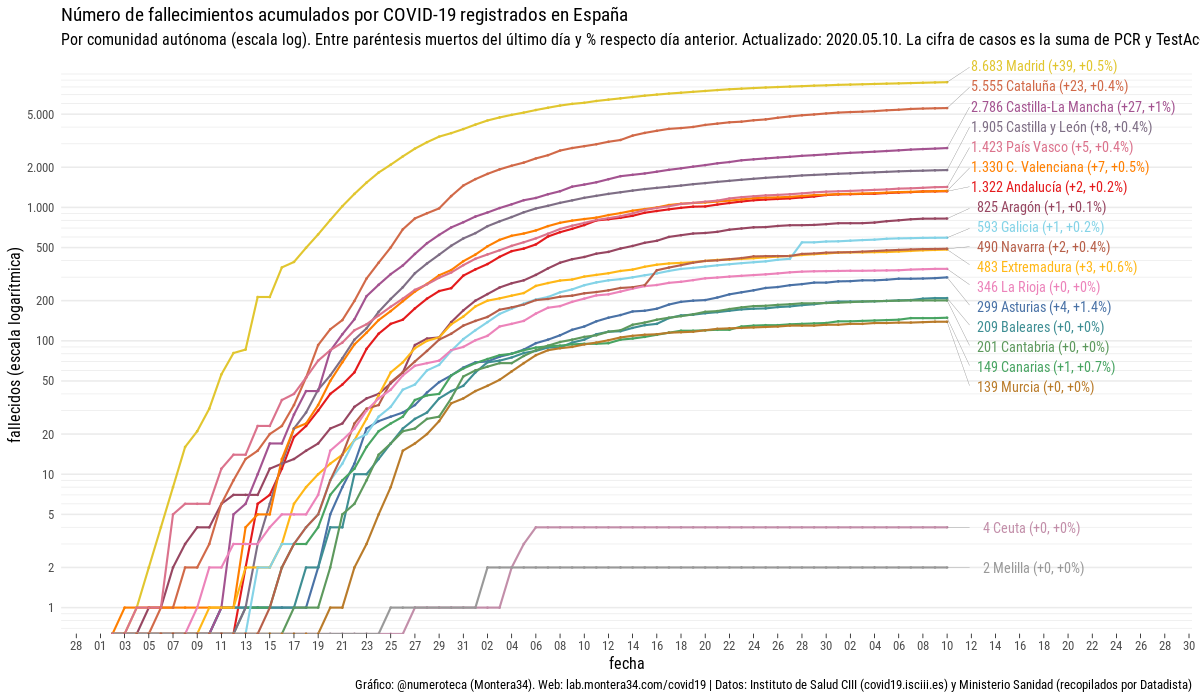 Número de fallecimientos acumulados por COVID-19 registrados en España
Por comunidad autónoma (escala log). Entre paréntesis muertos del último día y % respecto día anterior. Actualizado: 2020.05.10. La cifra de casos es la suma de PCR y TestAc
8.683 Madrid (+39, +0.5%)
5.555 Cataluña (+23, +0.4%)
2.786 Castilla-La Mancha (+27, +1%)
1.905 Castilla y León (+8, +0.4%)
1.423 País Vasco (+5, +0.4%)
1.330 C. Valenciana (+7, +0.5%)
1.322 Andalucía (+2, +0.2%)
825 Aragón (+1, +0.1%)
593 Galicia (+1, +0.2%)
490 Navarra (+2, +0.4%)
483 Extremadura (+3, +0.6%)
346 La Rioja (+0, +0%)
299 Asturias (+4, +1.4%)
209 Baleares (+0, +0%)
201 Cantabria (+0, +0%)
149 Canarias (+1, +0.7%)
139 Murcia (+0, +0%)
4 Ceuta (+0, +0%)
2 Melilla (+0, +0%)
fallecidos (escala logarítmica)
5.000
2.000
1.000
500
200
100
50
20
10
5
2
1
28 01 03 05 07 09 11 13 15 17 19 21 23 25 27 29 31 02 04 06 08 10 12 14 16 18 20 22 24 26 28 30 02 04 06 08 10 12 14 16 18 20 22 24 26 28 30
fecha
Gráfico: @numeroteca (Montera34). Web: lab.montera34.com/covid19 | Datos: Instituto de Salud CIII (covid19.isciii.es) y Ministerio Sanidad (recopilados por Datadista)